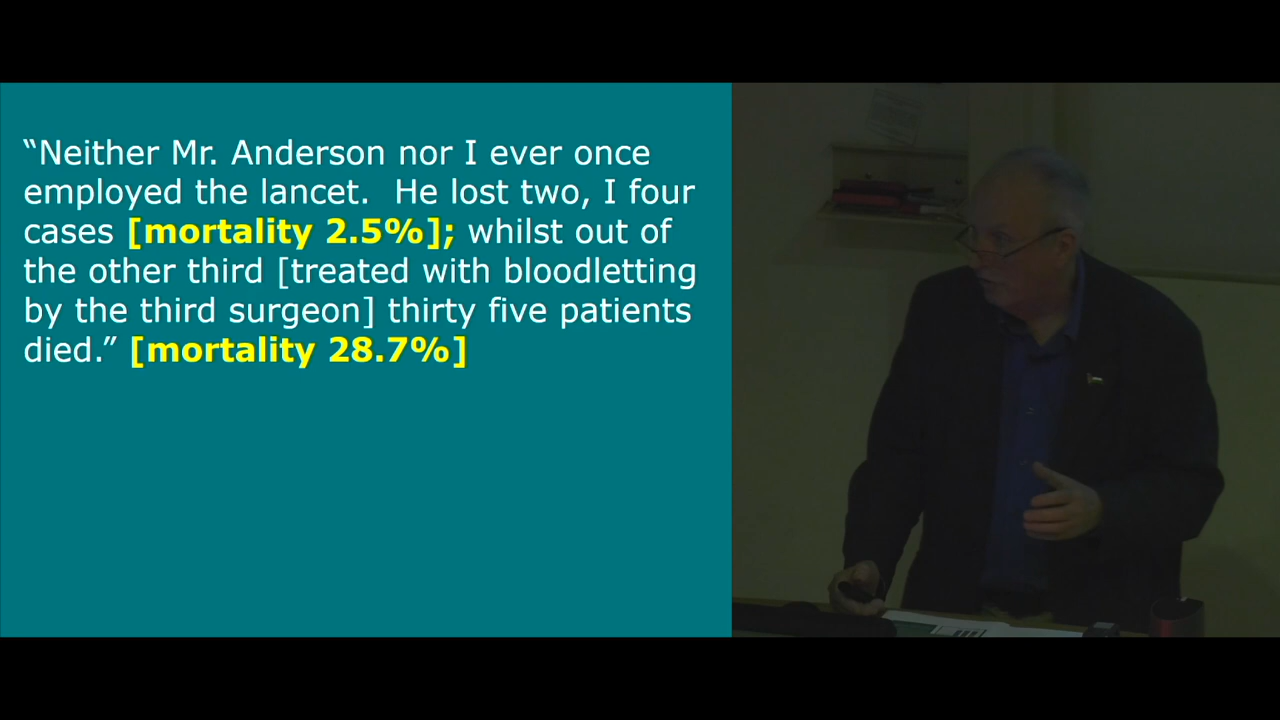 “Neither Mr. Anderson nor I ever once
employed the lancet.  He lost two, I four
cases [mortality 2.5%]; whilst out of
the other third [treated with bloodletting
by the third surgeon] thirty five patients
died.” [mortality 28.7%]